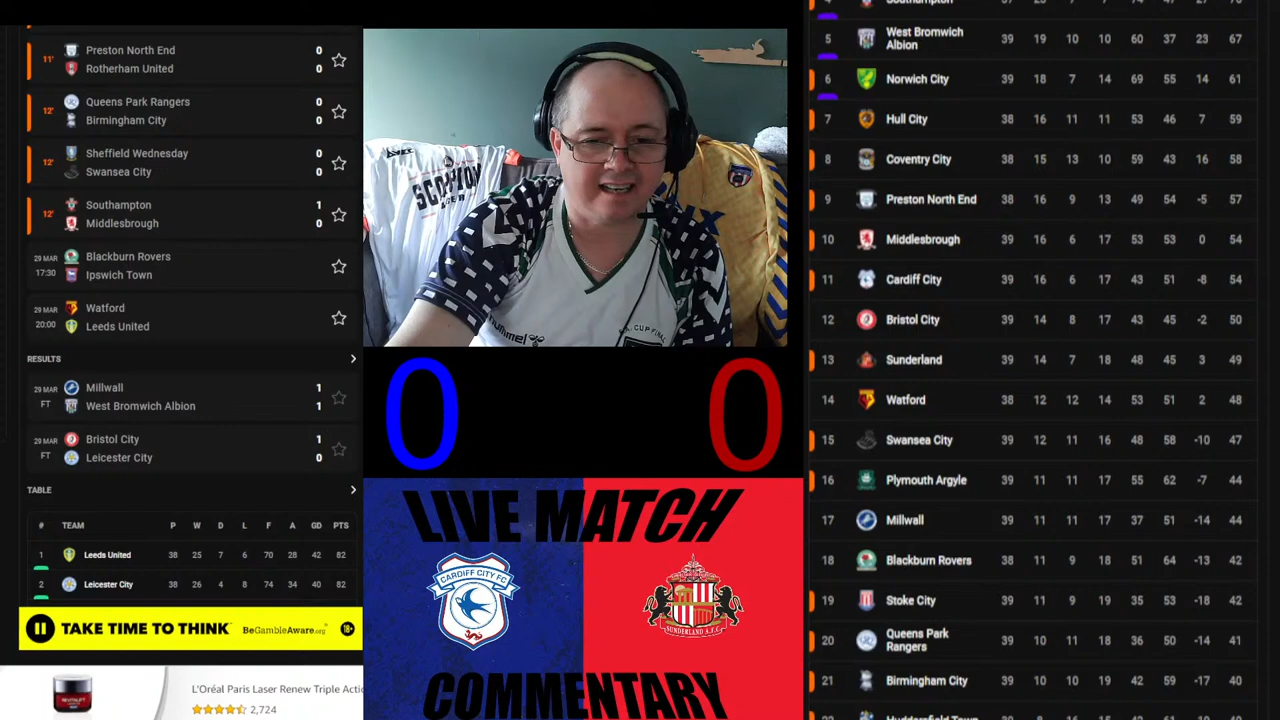 11'
Preston North End 0
Rotherham United 0
12'
Queens Park Rangers 0
Birmingham City 0
12'
Sheffield Wednesday 0
Swansea City 0
12'
Southampton 1
Middlesbrough 0
29 MAR
17:30
Blackburn Rovers
Ipswich Town
29 MAR
20:00
Watford
Leeds United
RESULTS
29 MAR
FT
Millwall 1
West Bromwich Albion 1
29 MAR
FT
Bristol City 1
Leicester City 0
TABLE
# TEAM P W D L F A GD PTS
1 Leeds United 38 25 7 6 70 28 42 82
2 Leicester City 38 26 4 8 74 34 40 82
TAKE TIME TO THINK BeGambleAware.org 18+
REVITALIFT
L'Oréal Paris Laser Renew Triple Acti
2,724
SCORPION
hummel
F.A. CUP FINAL
0 0
LIVE MATCH
CARDIFF CITY FC
SUNDERLAND A.F.C
COMMENTARY
5 West Bromwich
Albion 39 19 10 10 60 37 23 67
6 Norwich City 39 18 7 14 69 55 14 61
7 Hull City 38 16 11 11 53 46 7 59
8 Coventry City 38 15 13 10 59 43 16 58
9 Preston North End 38 16 9 13 49 54 -5 57
10 Middlesbrough 39 16 6 17 53 53 0 54
11 Cardiff City 39 16 6 17 43 51 -8 54
12 Bristol City 39 14 8 17 43 45 -2 50
13 Sunderland 39 14 7 18 48 45 3 49
14 Watford 38 12 12 14 53 51 2 48
15 Swansea City 39 12 11 16 48 58 -10 47
16 Plymouth Argyle 39 11 11 17 55 62 -7 44
17 Millwall 39 11 11 17 37 51 -14 44
18 Blackburn Rovers 38 11 9 18 51 64 -13 42
19 Stoke City 39 11 9 19 35 53 -18 42
20 Queens Park
Rangers 39 10 11 18 36 50 -14 41
21 Birmingham City 39 10 10 19 42 59 -17 40